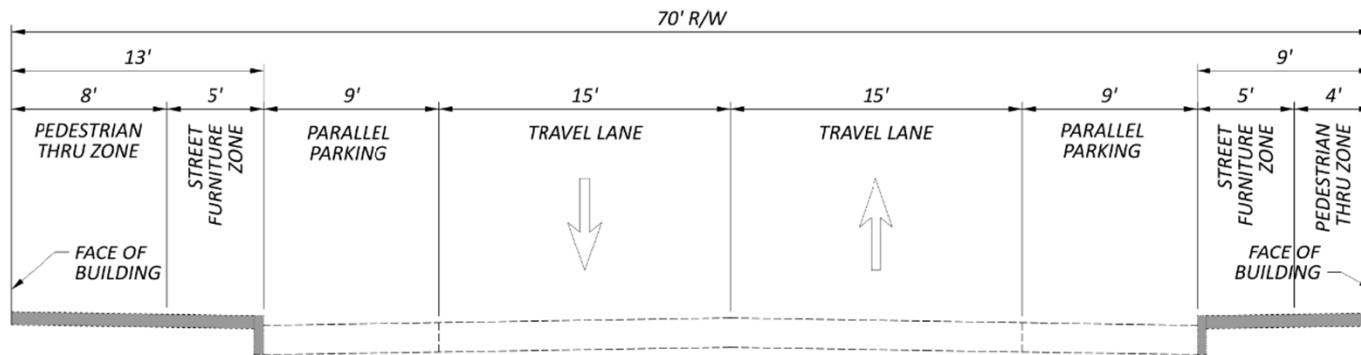 70' R/W
13'
9'
8'
5'
9'
15'
15'
9'
5'
4'
PEDESTRIAN
THRU ZONE
STREET
FURNITURE
ZONE
PARALLEL
PARKING
TRAVEL LANE
TRAVEL LANE
PARALLEL
PARKING
STREET
FURNITURE
ZONE
PEDESTRIAN
THRU ZONE
FACE OF
BUILDING
FACE OF
BUILDING